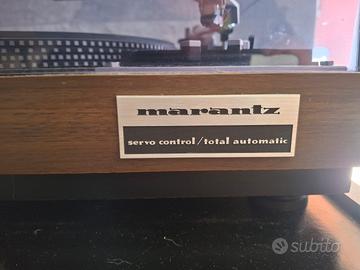 marantz
servo control/total automatic
subito